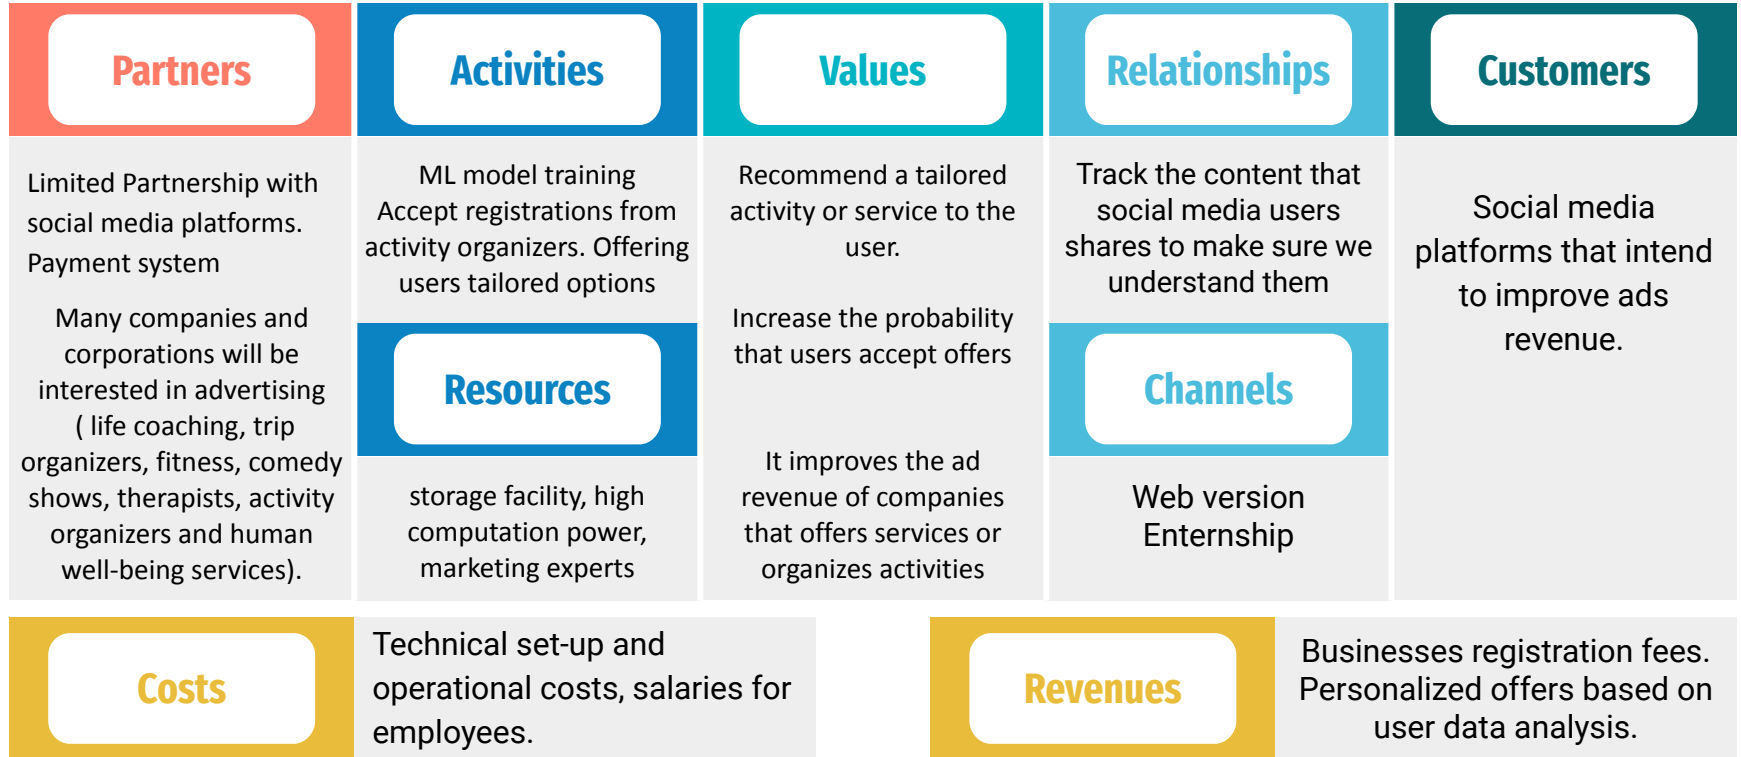 Partners
Limited Partnership with
social media platforms.
Payment system
Many companies and
corporations will be
interested in advertising
( life coaching, trip
organizers, fitness, comedy
shows, therapists, activity
organizers and human
well-being services).
Activities
ML model training
Accept registrations from
activity organizers. Offering
users tailored options
Resources
storage facility, high
computation power,
marketing experts
Values
Recommend a tailored
activity or service to the
user.
Increase the probability
that users accept offers
It improves the ad
revenue of companies
that offers services or
organizes activities
Relationships
Track the content that
social media users
shares to make sure we
understand them
Channels
Web version
Enternship
Customers
Social media
platforms that intend
to improve ads
revenue.
Costs
Technical set-up and
operational costs, salaries for
employees.
Revenues
Businesses registration fees.
Personalized offers based on
user data analysis.